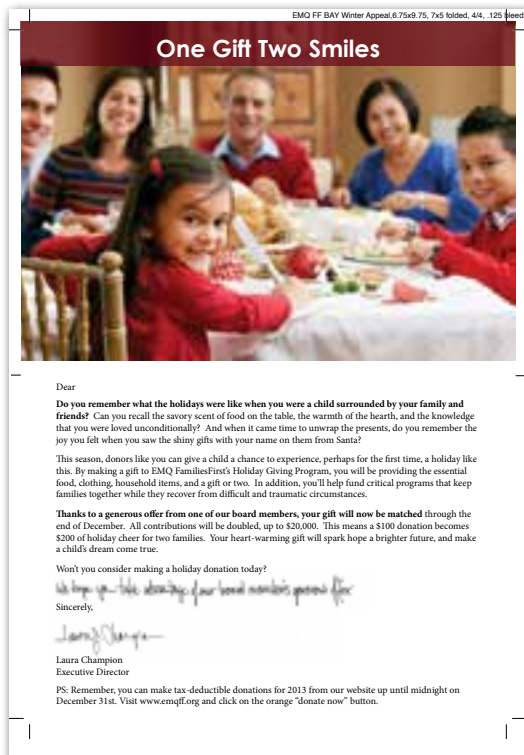 EMQ FF BAY Winter Appeal,6.75x9.75, 7x5 folded, 4/4, .125 bleed
One Gift Two Smiles
Dear
Do you remember what the holidays were like when you were a child surrounded by your family and
friends? Can you recall the savory scent of food on the table, the warmth of the hearth, and the knowledge
that you were loved unconditionally? And when it came time to unwrap the presents, do you remember the
joy you felt when you saw the shiny gifts with your name on them from Santa?
This season, donors like you can give a child a chance to experience, perhaps for the first time, a holiday like
this. By making a gift to EMQ FamiliesFirst's Holiday Giving Program, you will be providing the essential
food, clothing, household items, and a gift or two. In addition, you'll help fund critical programs that keep
families together while they recover from difficult and traumatic circumstances.
Thanks to a generous offer from one of our board members, your gift will now be matched through the
end of December. All contributions will be doubled, up to $20,000. This means a $100 donation becomes
$200 of holiday cheer for two families. Your heart-warming gift will spark hope a brighter future, and make
a child's dream come true.
Won't you consider making a holiday donation today?
We hope you take advantage of our board member's generous offer
Sincerely,
Laura J Champion
Laura Champion
Executive Director
PS: Remember, you can make tax-deductible donations for 2013 from our website up until midnight on
December 31st. Visit www.emqff.org and click on the orange "donate now" button.